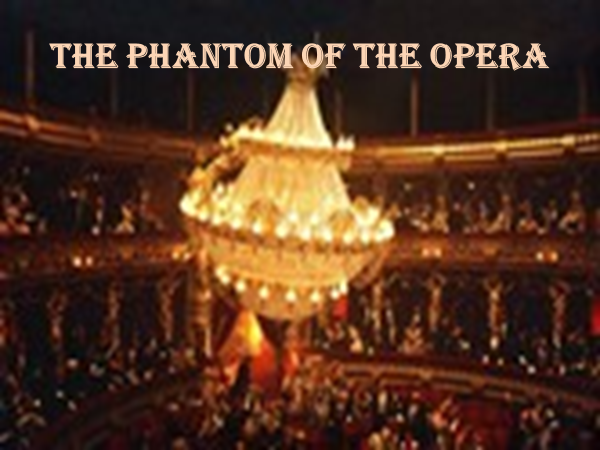 THE PHANTOM OF THE OPERA